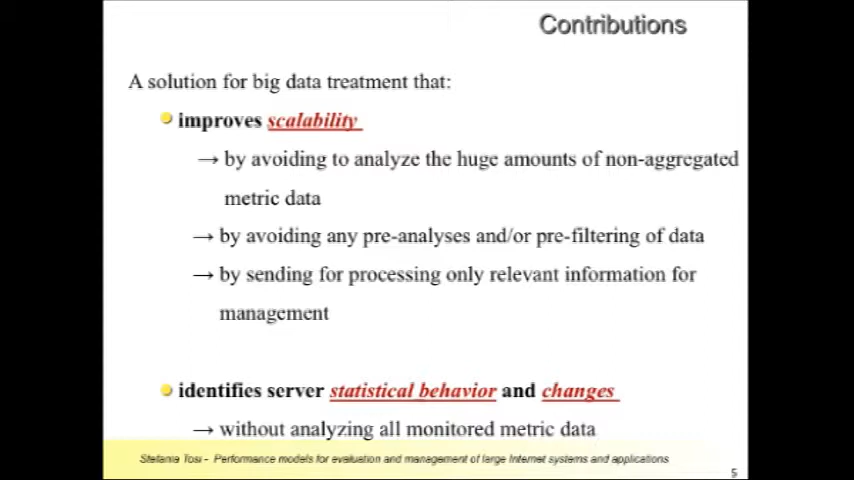 Contributions
A solution for big data treatment that:
improves scalability
→ by avoiding to analyze the huge amounts of non-aggregated
metric data
→ by avoiding any pre-analyses and/or pre-filtering of data
→ by sending for processing only relevant information for
management
identifies server statistical behavior and changes
→ without analyzing all monitored metric data
Stefania Tosi - Performance models for evaluation and management of large Internet systems and applications
5